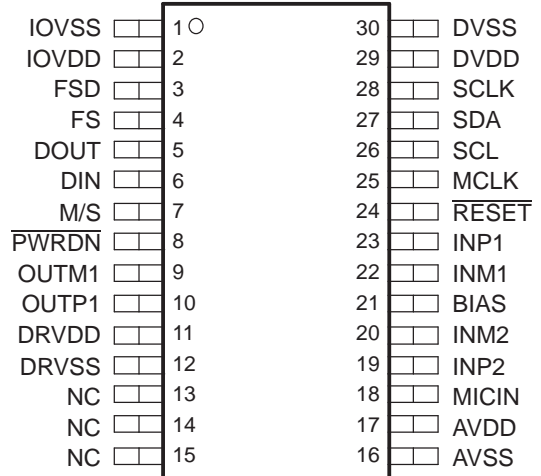 IOVSS 1 30 DVSS
IOVDD 2 29 DVDD
FSD 3 28 SCLK
FS 4 27 SDA
DOUT 5 26 SCL
DIN 6 25 MCLK
M/S 7 24 R̅E̅S̅E̅T̅
P̅W̅R̅D̅N̅ 8 23 INP1
OUTM1 9 22 INM1
OUTP1 10 21 BIAS
DRVDD 11 20 INM2
DRVSS 12 19 INP2
NC 13 18 MICIN
NC 14 17 AVDD
NC 15 16 AVSS